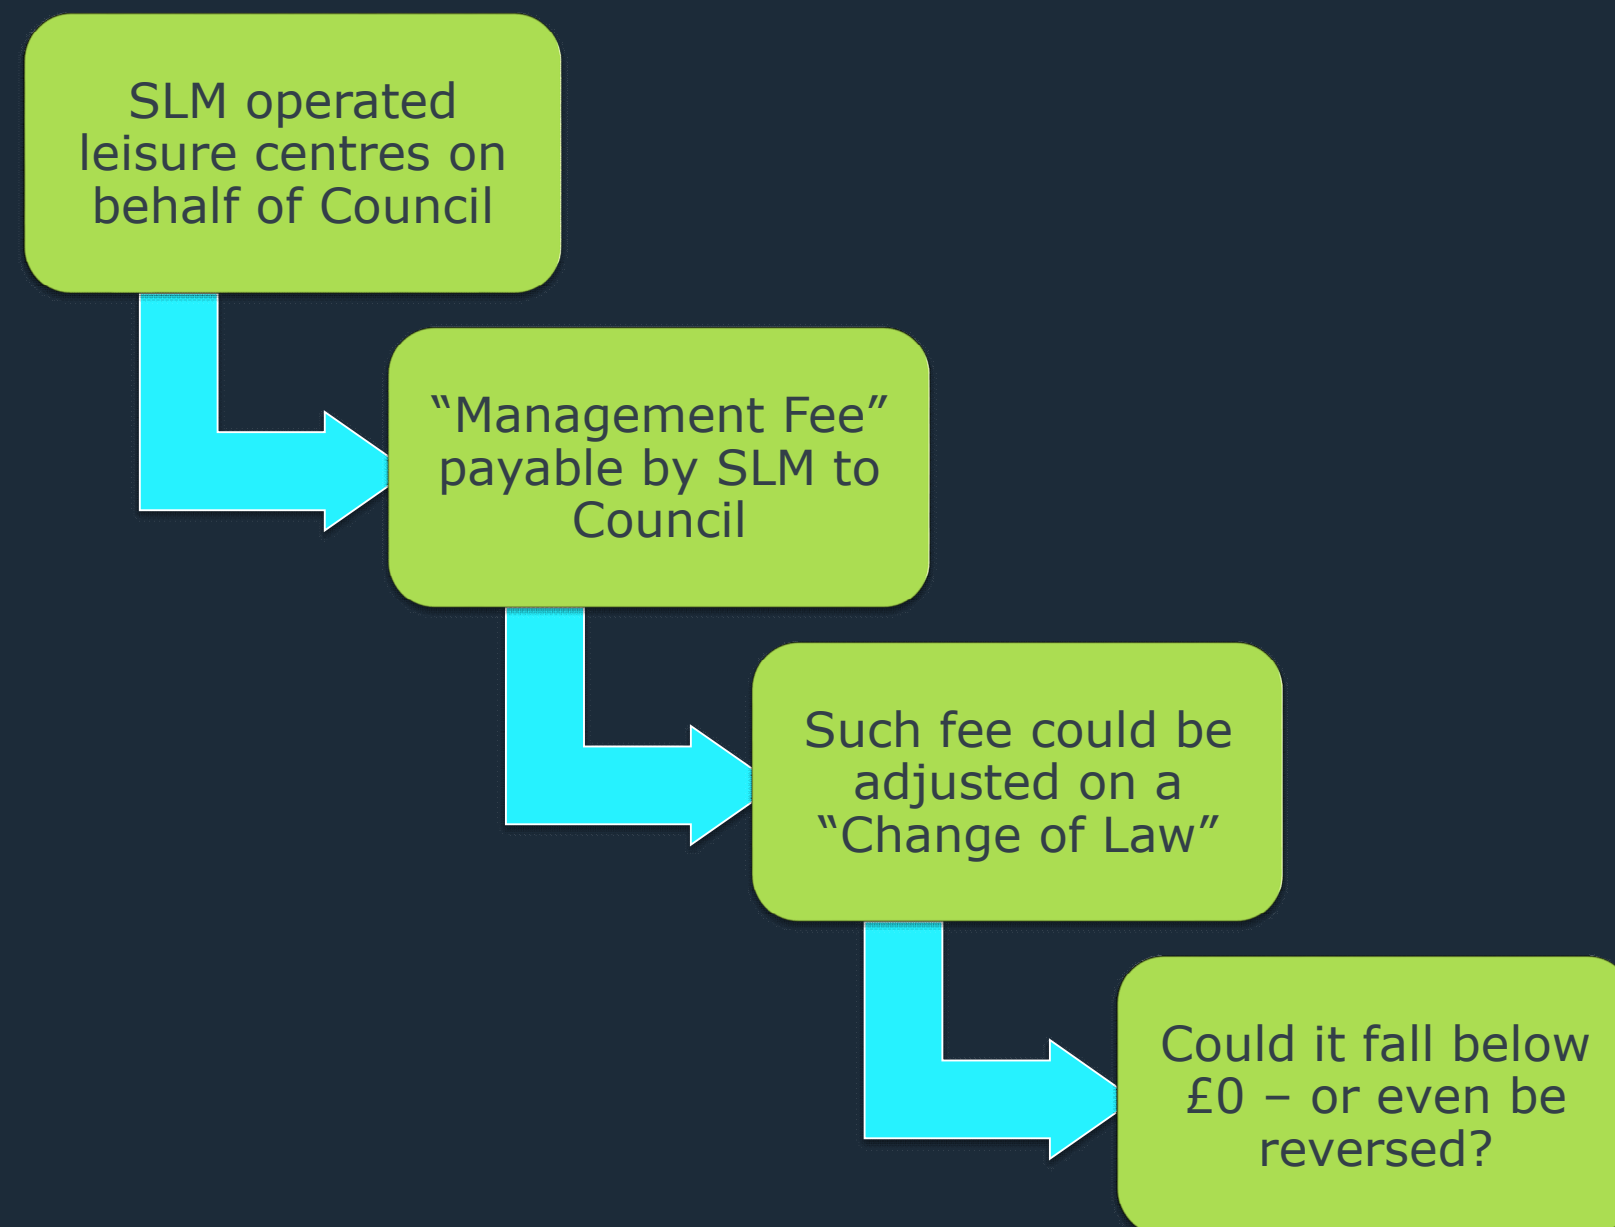 SLM operated
leisure centres on
behalf of Council
“Management Fee”
payable by SLM to
Council
Such fee could be
adjusted on a
“Change of Law”
Could it fall below
£0 – or even be
reversed?